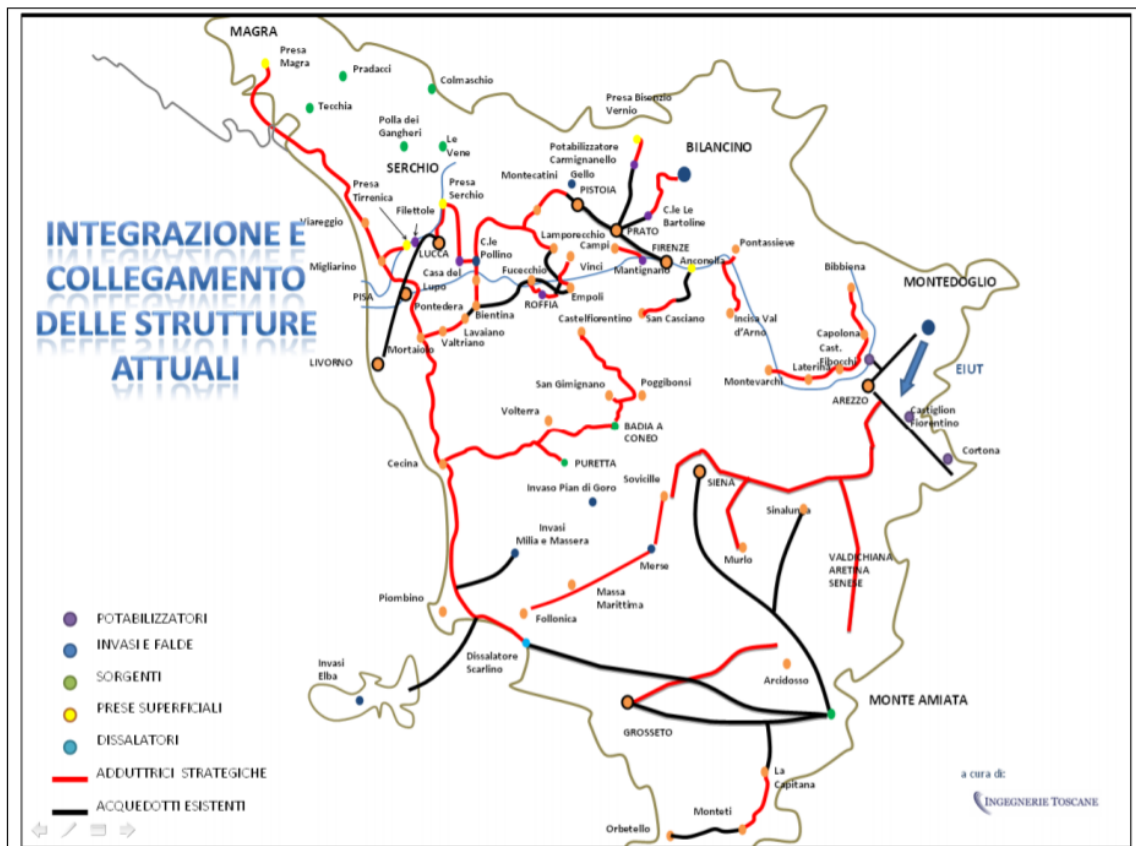 MAGRA
Presa
Magra
Pradacci
Colmaschio
Tecchia
Presa Bisenzio
Vernio
Polla dei
Gangheri
Le
Vene
Potabilizzatore
Carmignanello
BILANCINO
SERCHIO
Montecatini
Gello
PISTOIA
Presa
Tirrenica
Presa
Serchio
C.le Le
Bartoline
Filettole
Viareggio
PRATO
INTEGRAZIONE E
COLLEGAMENTO
DELLE STRUTTURE
ATTUALI
LUCCA
C.le
Pollino
Lamporecchio
Campi
FIRENZE
Pontassieve
Anconella
Migliarino
Casa del
Lupo
Fucecchio
Vinci
Mantignano
Bibbiena
MONTEDOGLIO
PISA
Pontedera
ROFFIA
Empoli
Bientina
Castelfiorentino
San Casciano
Incisa Val
d'Arno
Lavaiano
Valtriano
Mortaiolo
Capolona
Cast.
Fibocchi
LIVORNO
Laterina
Montevarchi
EIUT
San Gimignano
Poggibonsi
AREZZO
Castiglion
Fiorentino
Volterra
BADIA A
CONEO
Cortona
Cecina
PURETTA
Sovicille
SIENA
Invaso Pian di Goro
Sinalunga
Invasi
Milia e Massera
Merse
Murlo
VALDICHIANA
ARETINA
SENESE
Massa
Marittima
Piombino
Follonica
POTABILIZZATORI
INVASI E FALDE
SORGENTI
PRESE SUPERFICIALI
DISSALATORI
ADDUTTRICI STRATEGICHE
ACQUEDOTTI ESISTENTI
Invasi
Elba
Dissalatore
Scarlino
Arcidosso
MONTE AMIATA
GROSSETO
La
Capitana
Monteti
Orbetello
a cura di:
INGEGNERIE TOSCANE